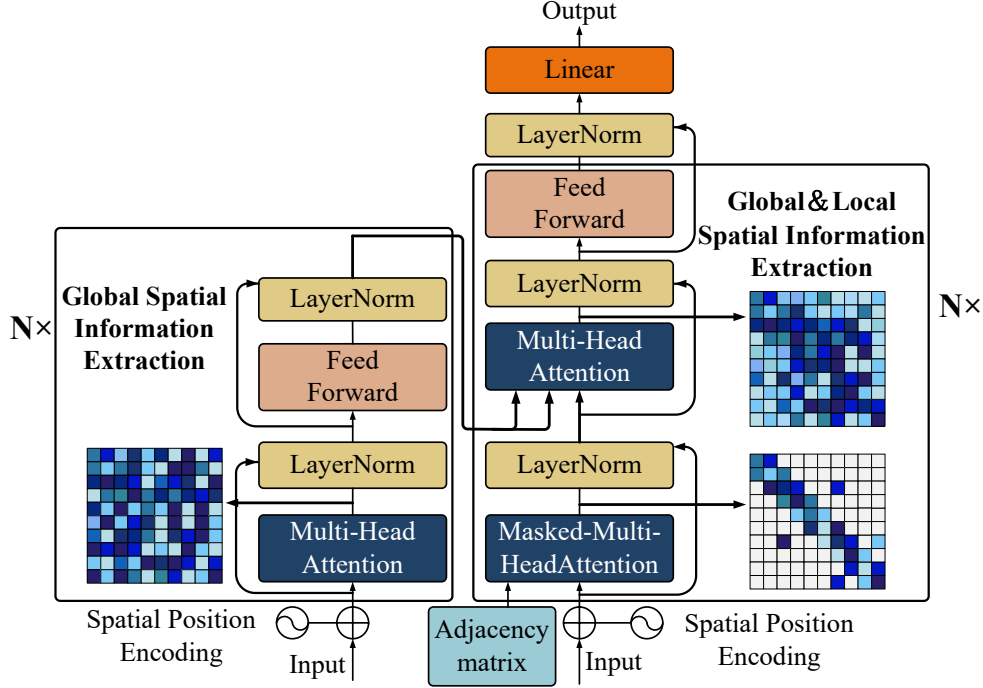 Output
Linear
LayerNorm
Feed
Forward
Global&Local
Spatial Information
Extraction
LayerNorm
Multi-Head
Attention
N×
LayerNorm
Masked-Multi-
HeadAttention
N×
Global Spatial
Information
Extraction
LayerNorm
Feed
Forward
LayerNorm
Multi-Head
Attention
Spatial Position
Encoding
Input
Adjacency
matrix
Input
Spatial Position
Encoding